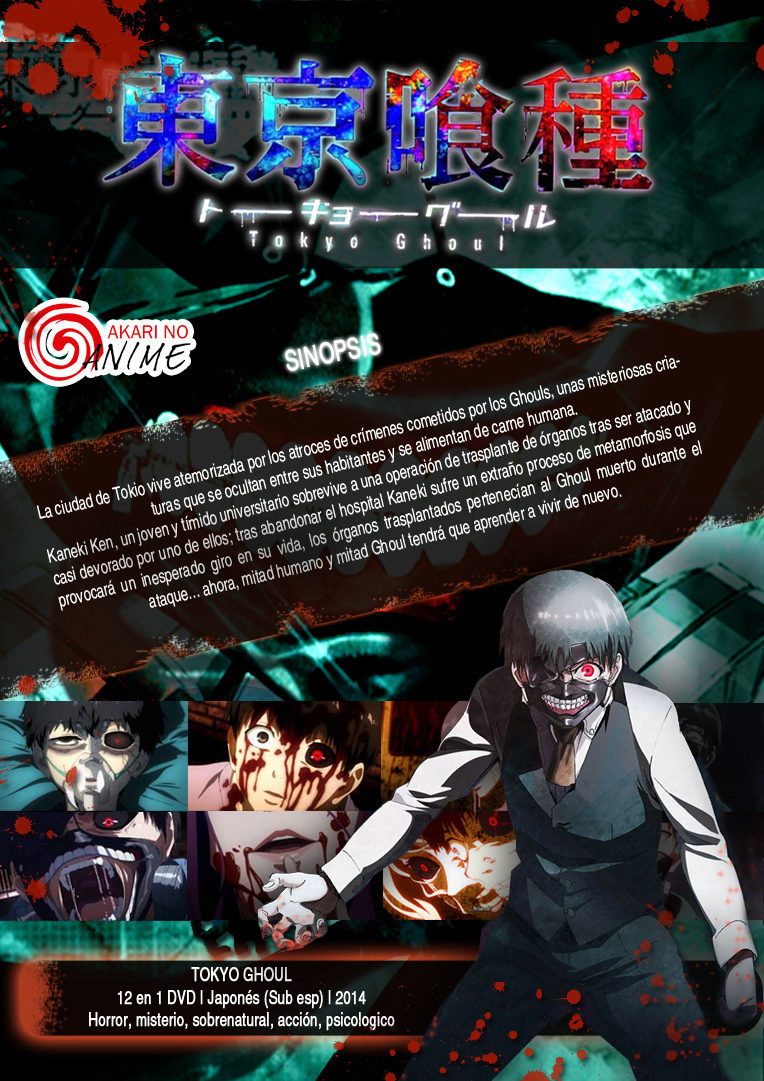 東京喰種
トーキョーグール
Tokyo Ghoul
AKARI NO
ANIME
SINOPSIS
La ciudad de Tokio vive atemorizada por los atroces de crímenes cometidos por los Ghouls, unas misteriosas cria-
turas que se ocultan entre sus habitantes y se alimentan de carne humana.
Kaneki Ken, un joven y tímido universitario sobrevive a una operación de trasplante de órganos tras ser atacado y
casi devorado por uno de ellos; tras abandonar el hospital Kaneki sufre un extraño proceso de metamorfosis que
provocará un inesperado giro en su vida, los órganos trasplantados pertenecían al Ghoul muerto durante el
ataque... ahora, mitad humano y mitad Ghoul tendrá que aprender a vivir de nuevo.
TOKYO GHOUL
12 en 1 DVD | Japonés (Sub esp) | 2014
Horror, misterio, sobrenatural, acción, psicologico